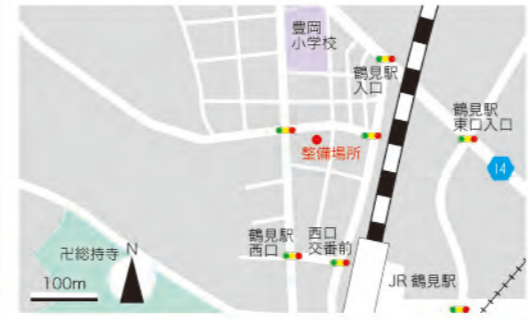 豊岡
小学校
鶴見駅
入口
鶴見駅
東口入口
整備場所
14
鶴見駅
西口
西口
交番前
卍総持寺
N
100m
JR 鶴見駅